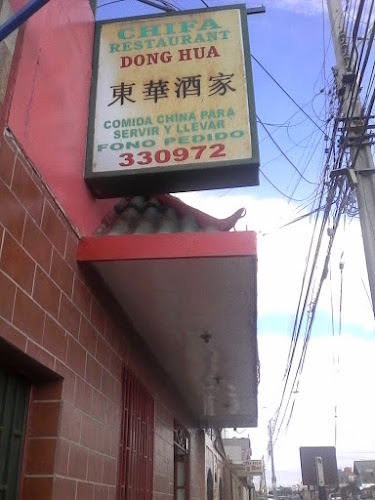 CHIFA
RESTAURANT
DONG HUA
東華酒家
COMIDA CHINA PARA
SERVIR Y LLEVAR
FONO PEDIDO
330972